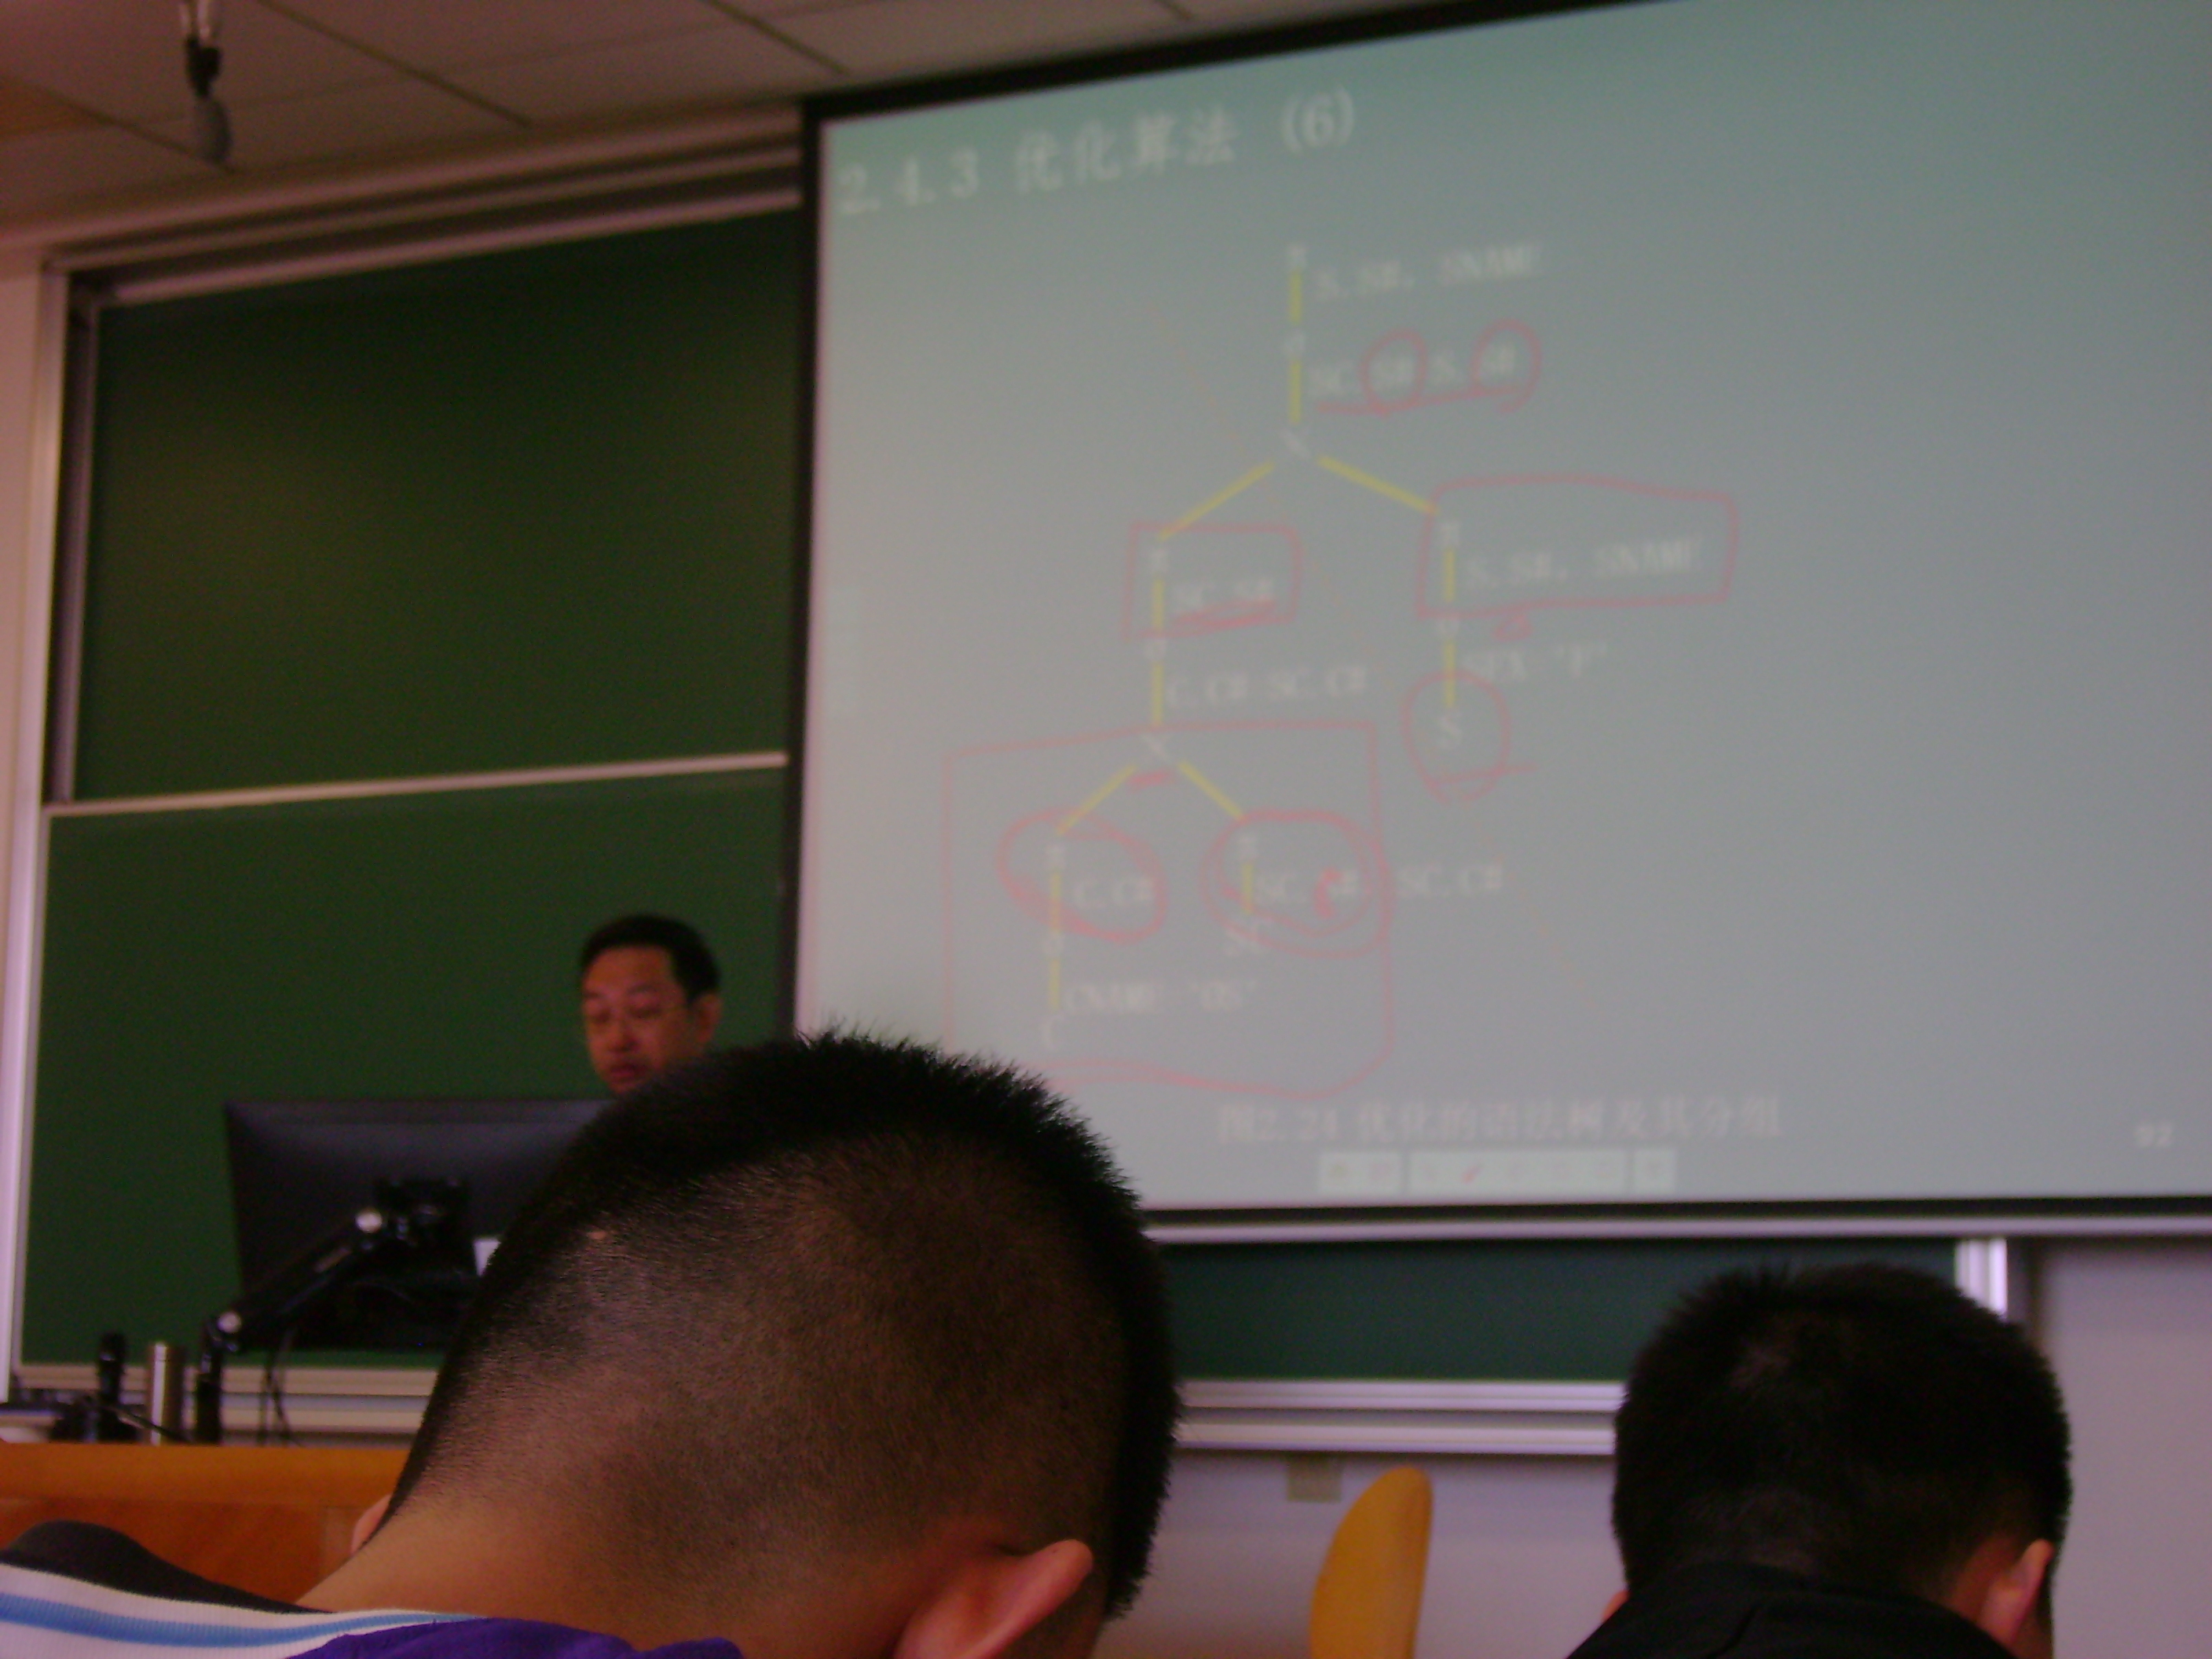 2.4.3 优化算法 (6)
π
S.S#, SNAME
σ
SC.S# S.S#
×
π
S.S#, SNAME
π
SC.S#
σ
σ
SEX 'F'
C.C# SC.C#
S
×
π
π
C.C#
SC.S# SC.C#
σ
SC
CNAME 'OS'
C
图2.24 优化的语法树及其分组
92